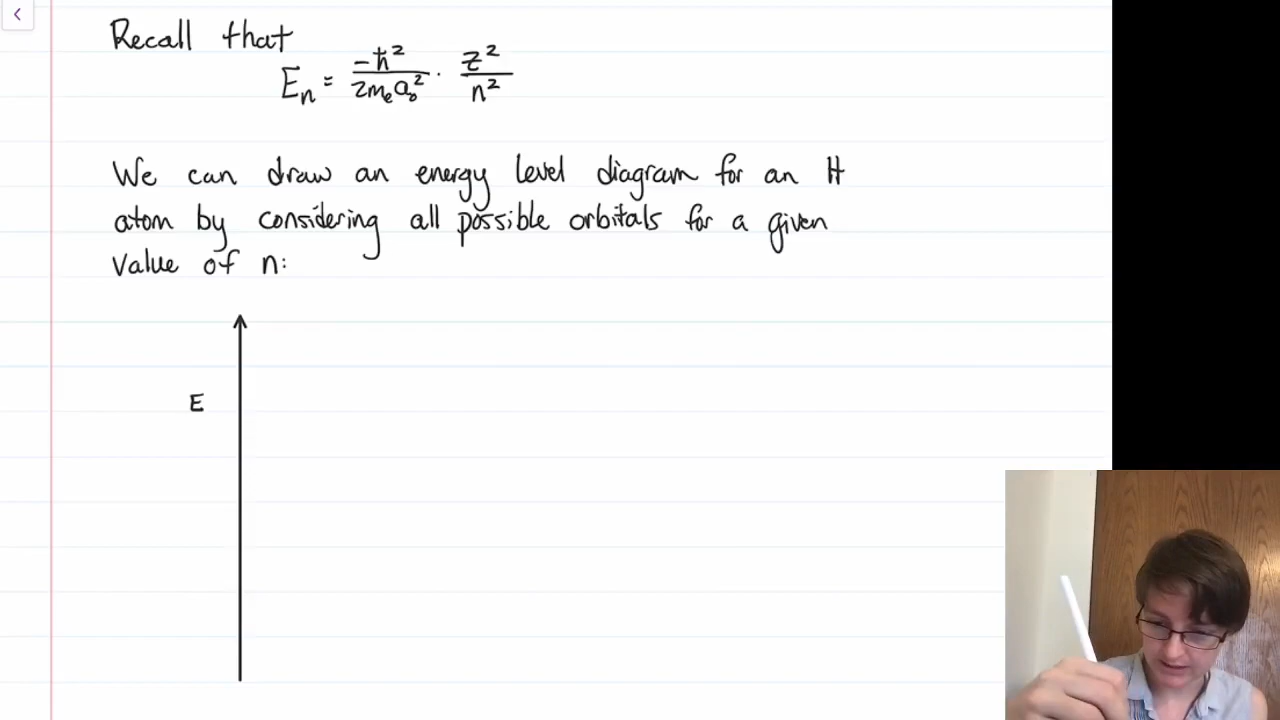 Recall that
Eₙ = -ħ²/2mₑa₀² · Z²/n²
We can draw an energy level diagram for an H
atom by considering all possible orbitals for a given
value of n:
E